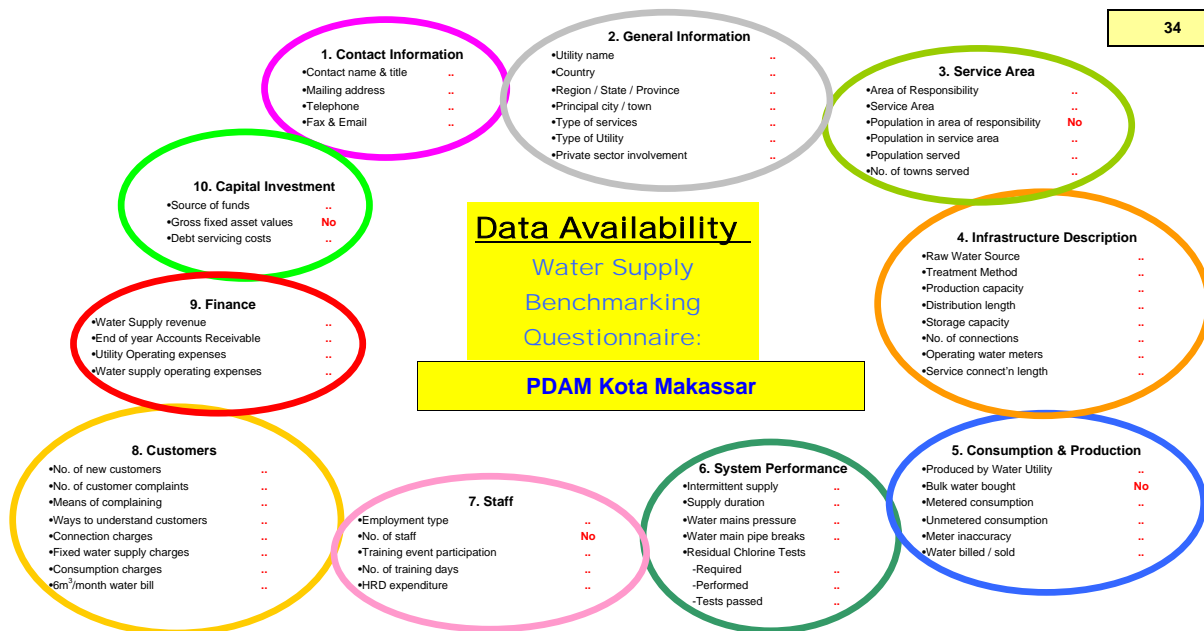 34
1. Contact Information
•Contact name & title ..
•Mailing address ..
•Telephone ..
•Fax & Email ..
2. General Information
•Utility name ..
•Country ..
•Region / State / Province ..
•Principal city / town ..
•Type of services ..
•Type of Utility ..
•Private sector involvement ..
3. Service Area
•Area of Responsibility ..
•Service Area ..
•Population in area of responsibility No
•Population in service area ..
•Population served ..
•No. of towns served ..
10. Capital Investment
•Source of funds ..
•Gross fixed asset values No
•Debt servicing costs ..
Data Availability
Water Supply
Benchmarking
Questionnaire:
PDAM Kota Makassar
4. Infrastructure Description
•Raw Water Source ..
•Treatment Method ..
•Production capacity ..
•Distribution length ..
•Storage capacity ..
•No. of connections ..
•Operating water meters ..
•Service connect'n length ..
9. Finance
•Water Supply revenue ..
•End of year Accounts Receivable ..
•Utility Operating expenses ..
•Water supply operating expenses ..
8. Customers
•No. of new customers ..
•No. of customer complaints ..
•Means of complaining ..
•Ways to understand customers ..
•Connection charges ..
•Fixed water supply charges ..
•Consumption charges ..
•6m³/month water bill ..
7. Staff
•Employment type ..
•No. of staff No
•Training event participation ..
•No. of training days ..
•HRD expenditure ..
6. System Performance
•Intermittent supply ..
•Supply duration ..
•Water mains pressure ..
•Water main pipe breaks ..
•Residual Chlorine Tests
-Required ..
-Performed ..
-Tests passed ..
5. Consumption & Production
•Produced by Water Utility ..
•Bulk water bought No
•Metered consumption ..
•Unmetered consumption ..
•Meter inaccuracy ..
•Water billed / sold ..